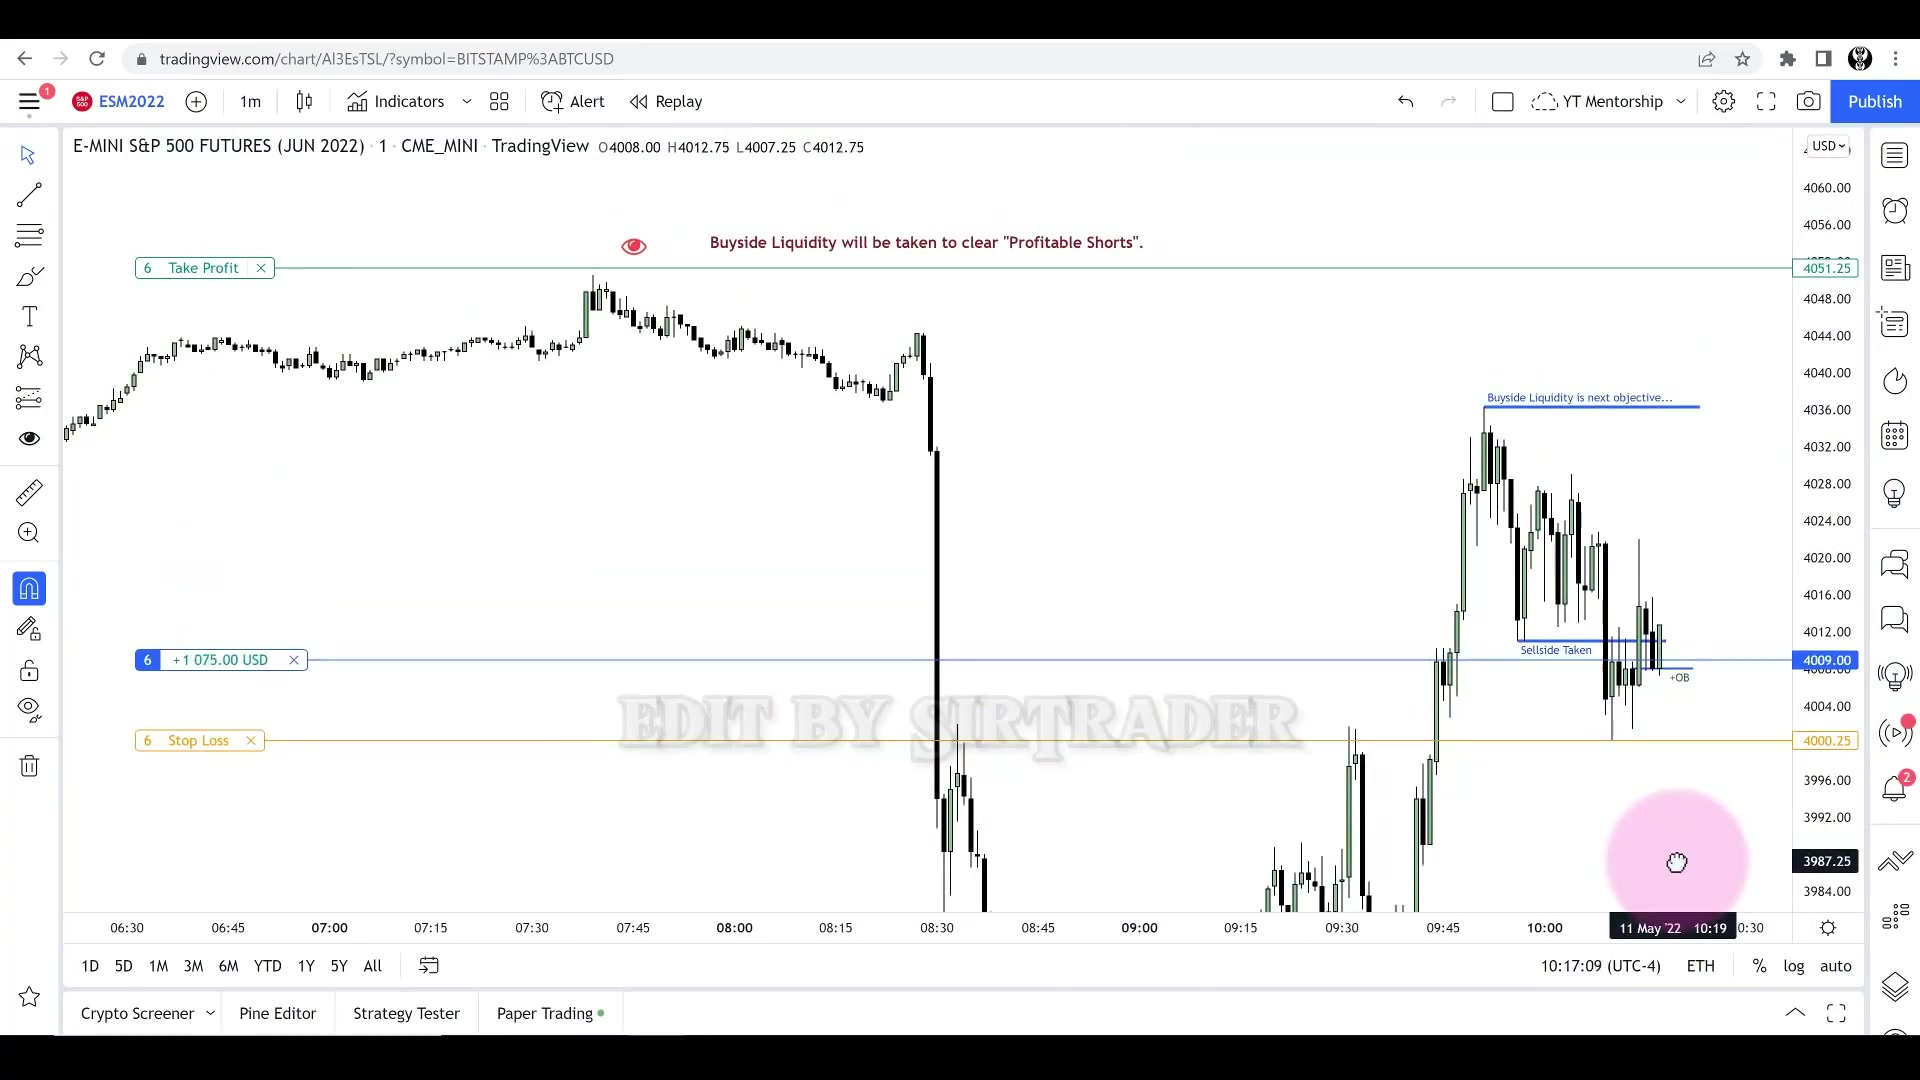 tradingview.com/chart/Al3EsTSL/?symbol=BITSTAMP%3ABTCUSD
1
S&P 500
ESM2022
1m
Indicators
Alert
Replay
YT Mentorship
Publish
E-MINI S&P 500 FUTURES (JUN 2022) · 1 · CME_MINI · TradingView O4008.00 H4012.75 L4007.25 C4012.75
USD
4060.00
4056.00
Buyside Liquidity will be taken to clear "Profitable Shorts".
6 Take Profit
4051.25
4048.00
4044.00
4040.00
Buyside Liquidity is next objective...
4036.00
4032.00
4028.00
4024.00
4020.00
4016.00
4012.00
Sellside Taken
6 +1 075.00 USD
4009.00
+OB
4004.00
EDIT BY SIRTRADER
6 Stop Loss
4000.25
3996.00
2
3992.00
3987.25
3984.00
06:30 06:45 07:00 07:15 07:30 07:45 08:00 08:15 08:30 08:45 09:00 09:15 09:30 09:45 10:00 11 May '22 10:19 0:30
1D 5D 1M 3M 6M YTD 1Y 5Y All
10:17:09 (UTC-4) ETH % log auto
Crypto Screener Pine Editor Strategy Tester Paper Trading